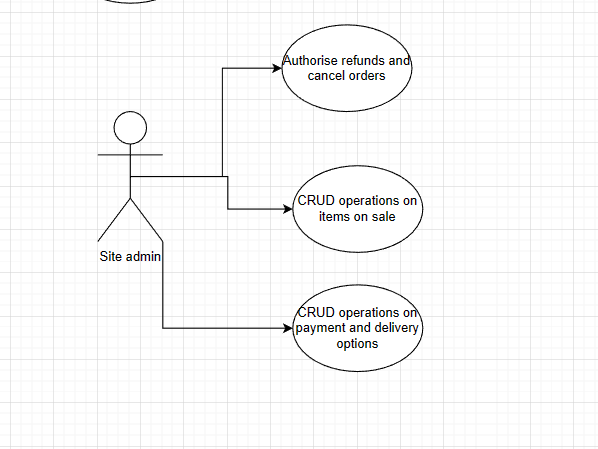 Authorise refunds and
cancel orders
CRUD operations on
items on sale
Site admin
CRUD operations on
payment and delivery
options